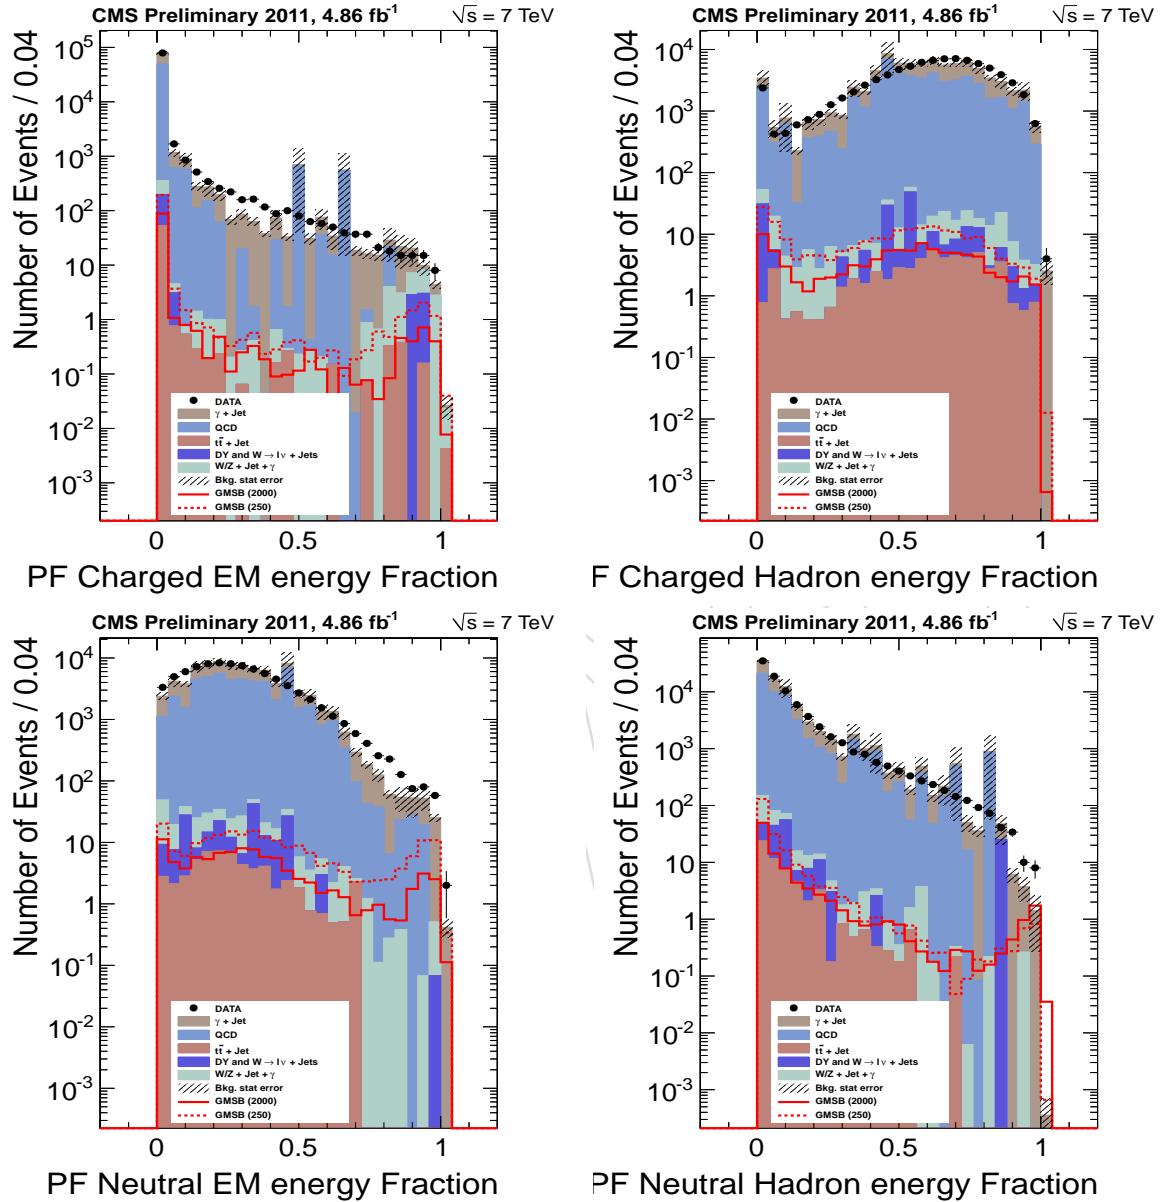 CMS Preliminary 2011, 4.86 fb⁻¹ √s = 7 TeV
Number of Events / 0.04
10⁵
10⁴
10³
10²
10
1
10⁻¹
10⁻²
10⁻³
DATA
γ + Jet
QCD
tt̄ + Jet
DY and W → lν + Jets
W/Z + Jet + γ
Bkg. stat error
GMSB (2000)
GMSB (250)
0 0.5 1
PF Charged EM energy Fraction
CMS Preliminary 2011, 4.86 fb⁻¹ √s = 7 TeV
Number of Events / 0.04
10⁴
10³
10²
10
1
10⁻¹
10⁻²
10⁻³
DATA
γ + Jet
QCD
tt̄ + Jet
DY and W → lν + Jets
W/Z + Jet + γ
Bkg. stat error
GMSB (2000)
GMSB (250)
0 0.5 1
F Charged Hadron energy Fraction
CMS Preliminary 2011, 4.86 fb⁻¹ √s = 7 TeV
Number of Events / 0.04
10⁴
10³
10²
10
1
10⁻¹
10⁻²
10⁻³
DATA
γ + Jet
QCD
tt̄ + Jet
DY and W → lν + Jets
W/Z + Jet + γ
Bkg. stat error
GMSB (2000)
GMSB (250)
0 0.5 1
PF Neutral EM energy Fraction
CMS Preliminary 2011, 4.86 fb⁻¹ √s = 7 TeV
Number of Events / 0.04
10⁴
10³
10²
10
1
10⁻¹
10⁻²
10⁻³
DATA
γ + Jet
QCD
tt̄ + Jet
DY and W → lν + Jets
W/Z + Jet + γ
Bkg. stat error
GMSB (2000)
GMSB (250)
0 0.5 1
PF Neutral Hadron energy Fraction